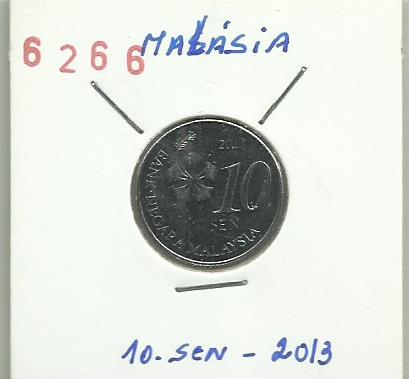 6266 MALÁSIA
2013
10
SEN
BANK NEGARA MALAYSIA
10. SEN - 2013